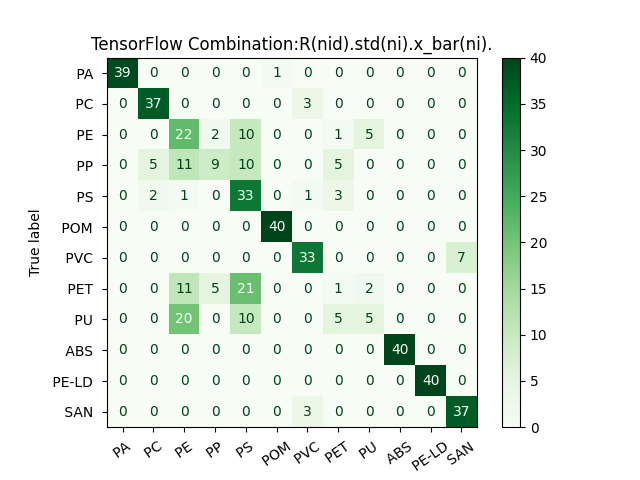 TensorFlow Combination:R(nid).std(ni).x_bar(ni).
PA 39 0 0 0 0 1 0 0 0 0 0 0
PC 0 37 0 0 0 0 3 0 0 0 0 0
PE 0 0 22 2 10 0 0 1 5 0 0 0
PP 0 5 11 9 10 0 0 5 0 0 0 0
PS 0 2 1 0 33 0 1 3 0 0 0 0
POM 0 0 0 0 0 40 0 0 0 0 0 0
PVC 0 0 0 0 0 0 33 0 0 0 0 7
PET 0 0 11 5 21 0 0 1 2 0 0 0
PU 0 0 20 0 10 0 0 5 5 0 0 0
ABS 0 0 0 0 0 0 0 0 0 40 0 0
PE-LD 0 0 0 0 0 0 0 0 0 0 40 0
SAN 0 0 0 0 0 0 3 0 0 0 0 37
PA PC PE PP PS POM PVC PET PU ABS PE-LD SAN
True label
40
35
30
25
20
15
10
5
0